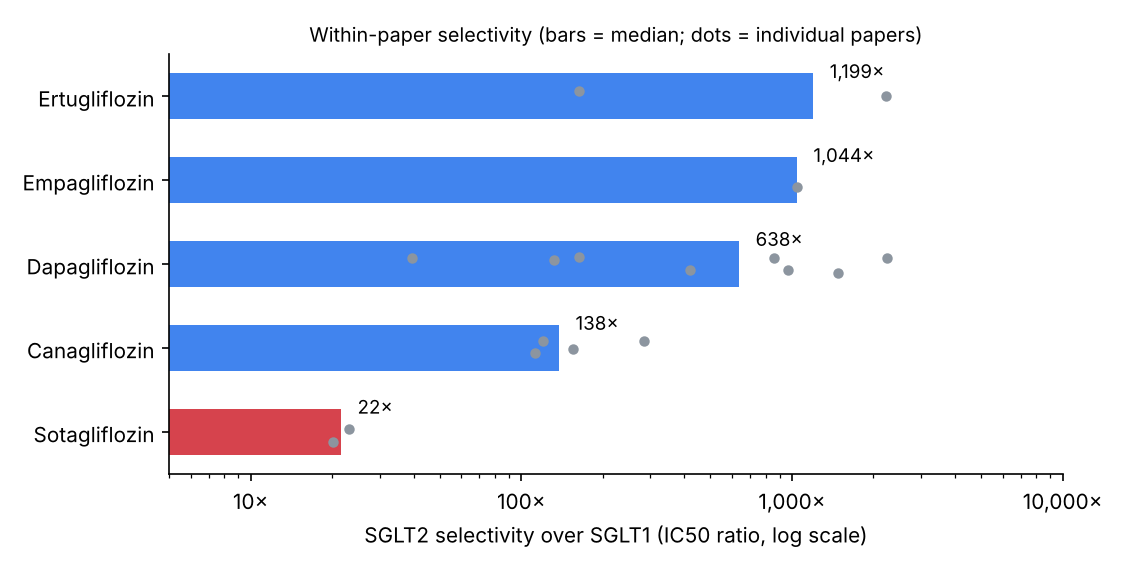 Within-paper selectivity (bars = median; dots = individual papers)
Ertugliflozin
1,199×
Empagliflozin
1,044×
Dapagliflozin
638×
Canagliflozin
138×
Sotagliflozin
22×
10×
100×
1,000×
10,000×
SGLT2 selectivity over SGLT1 (IC50 ratio, log scale)